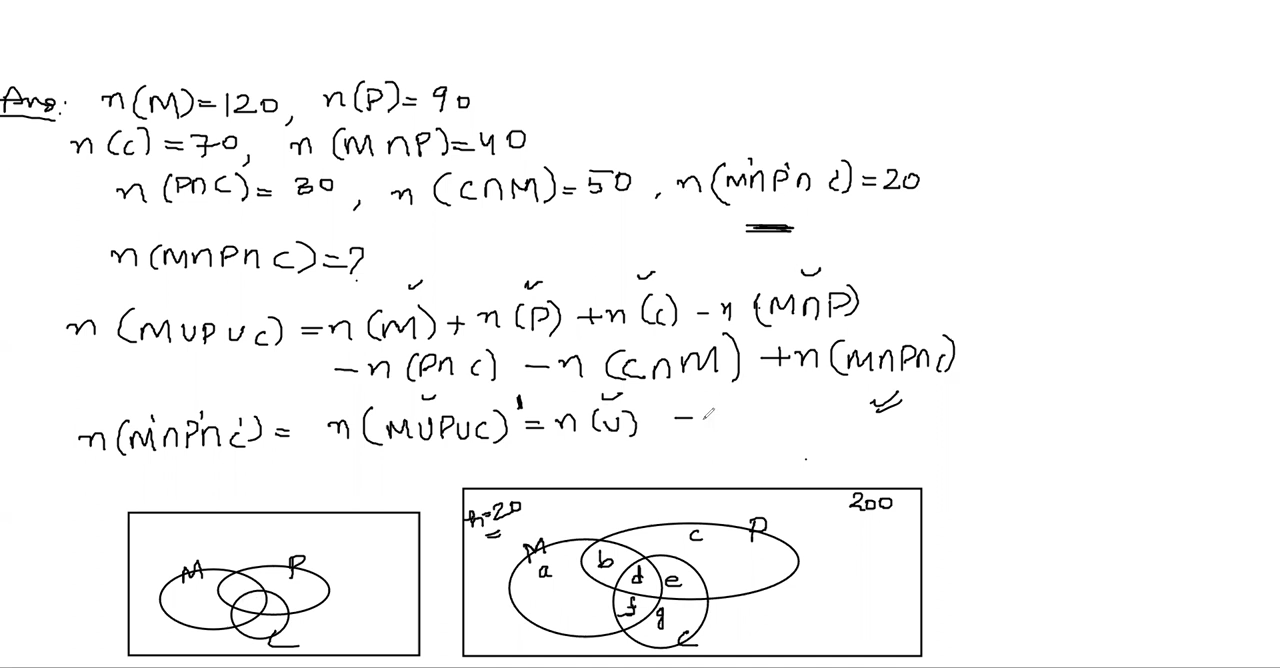 Ans: n(M)=120, n(P)=90
n(C)=70, n(M∩P)=40
n(P∩C)=30, n(C∩M)=50, n(M'∩P'∩C')=20
n(M∩P∩C)=?
n(M∪P∪C)=n(M)+n(P)+n(C)-n(M∩P)
-n(P∩C)-n(C∩M)+n(M∩P∩C)
n(M'∩P'∩C')= n(M∪P∪C)'=n(U) -
M P
C
h=20 200
M P
a b c
d e
f g
C